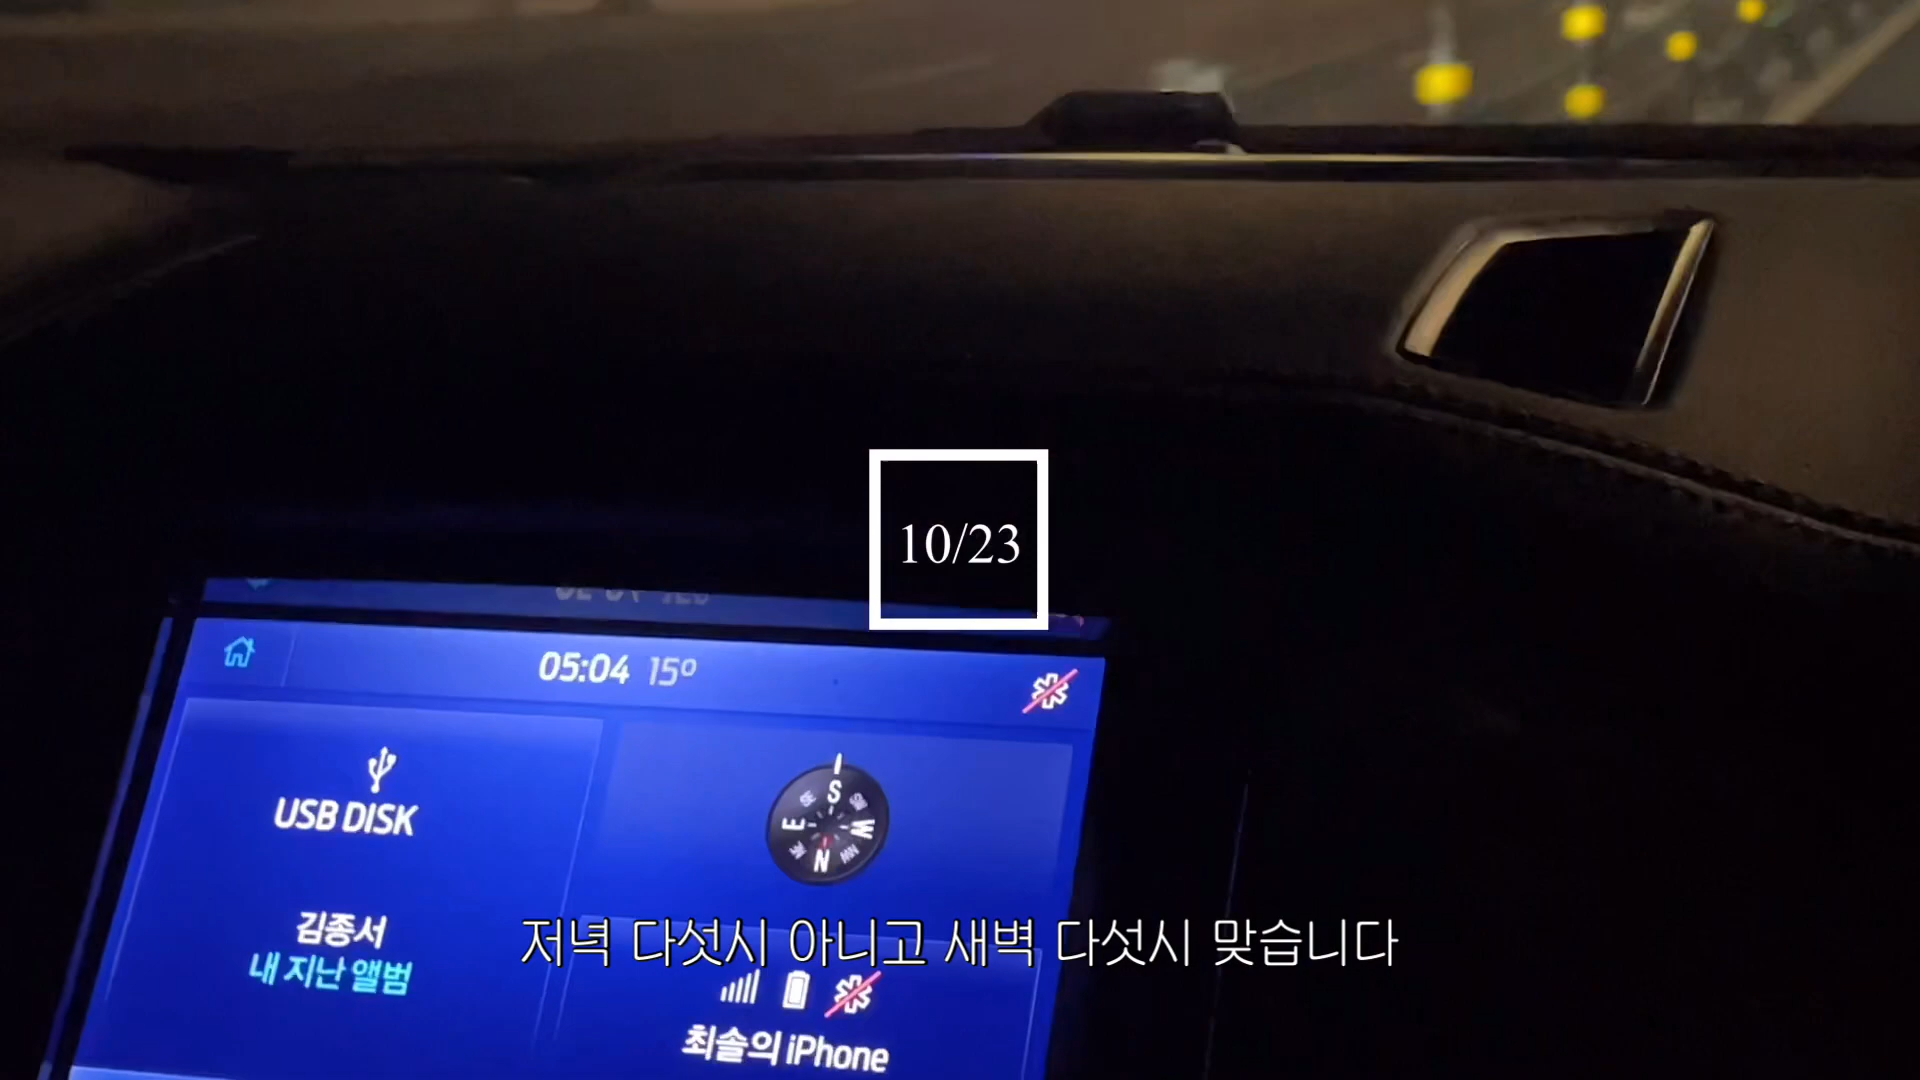 10/23
05:04 15º
USB DISK
S
W
E
N
김종서
내 지난 앨범
저녁 다섯시 아니고 새벽 다섯시 맞습니다
최솔의 iPhone